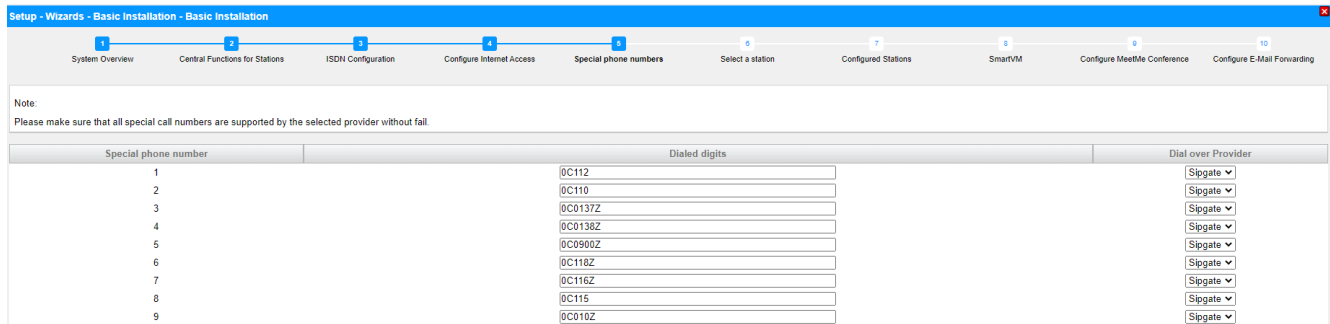 Setup - Wizards - Basic Installation - Basic Installation
1 2 3 4 5 6 7 8 9 10
System Overview Central Functions for Stations ISDN Configuration Configure Internet Access Special phone numbers Select a station Configured Stations SmartVM Configure MeetMe Conference Configure E-Mail Forwarding
Note:
Please make sure that all special call numbers are supported by the selected provider without fail.
Special phone number Dialed digits Dial over Provider
1 0C112 Sipgate
2 0C110 Sipgate
3 0C0137Z Sipgate
4 0C0138Z Sipgate
5 0C0900Z Sipgate
6 0C118Z Sipgate
7 0C116Z Sipgate
8 0C115 Sipgate
9 0C010Z Sipgate